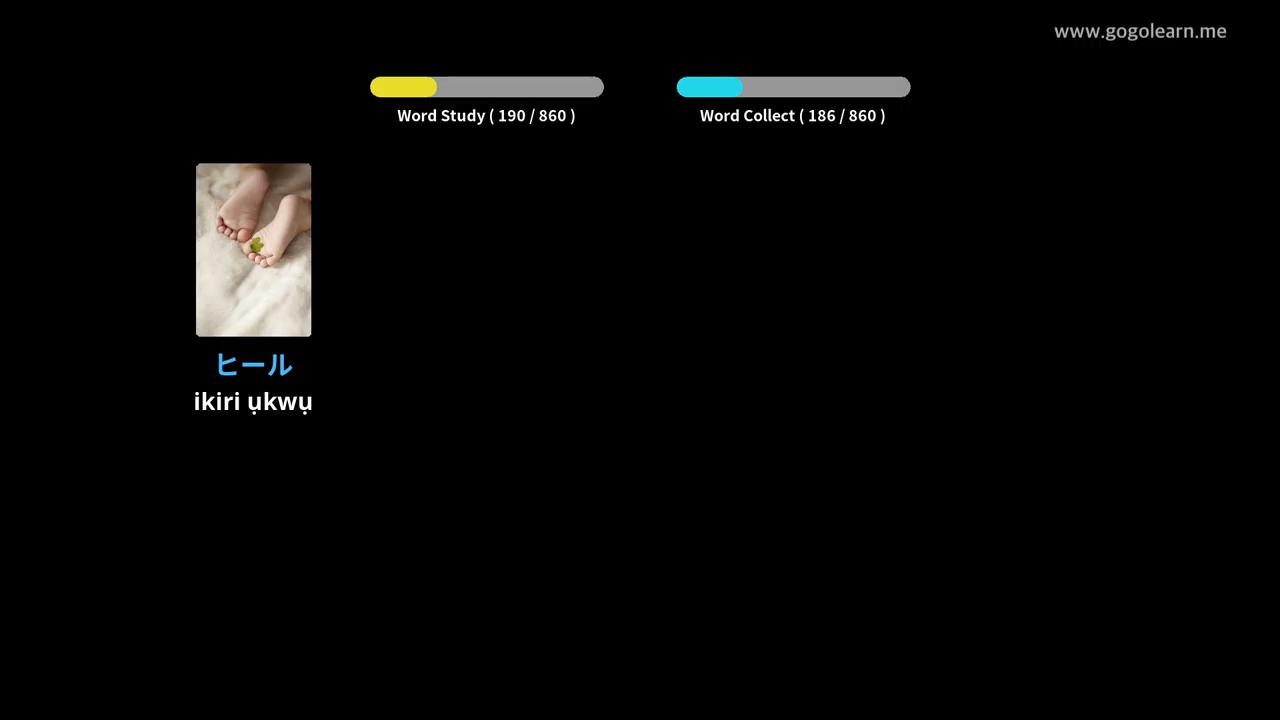 www.gogolearn.me
Word Study ( 190 / 860 )
Word Collect ( 186 / 860 )
ヒール
ikiri ụkwụ